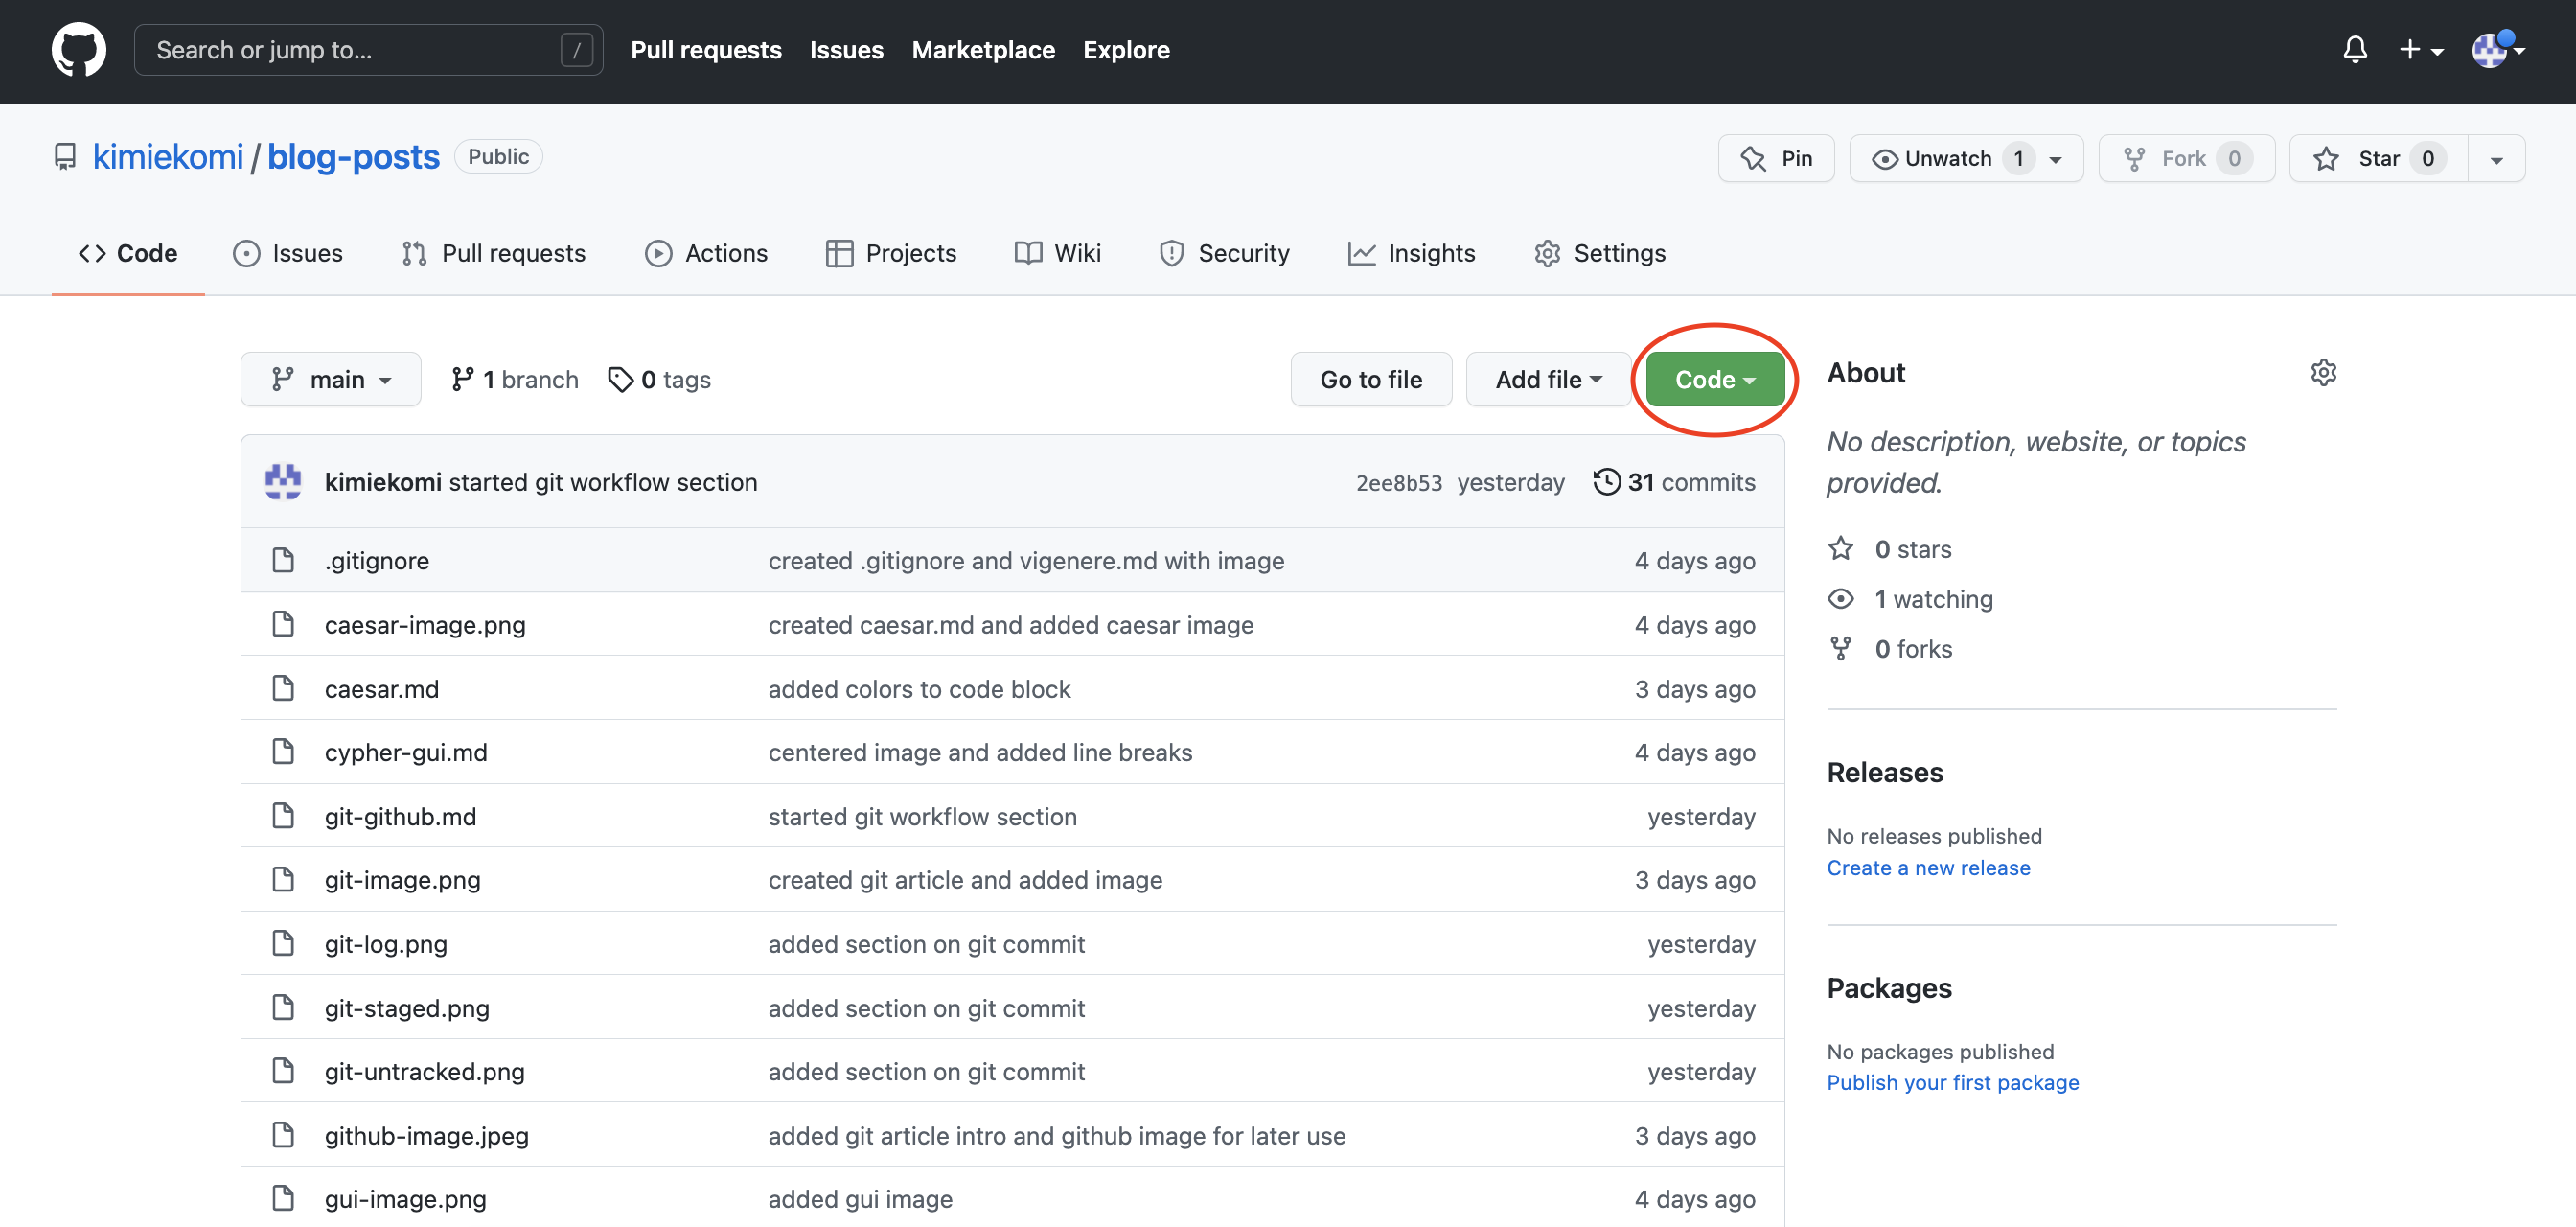 Search or jump to... /
Pull requests Issues Marketplace Explore
kimiekomi / blog-posts Public
Pin Unwatch 1 Fork 0 Star 0
Code Issues Pull requests Actions Projects Wiki Security Insights Settings
main 1 branch 0 tags Go to file Add file Code
kimiekomi started git workflow section 2ee8b53 yesterday 31 commits
.gitignore created .gitignore and vigenere.md with image 4 days ago
caesar-image.png created caesar.md and added caesar image 4 days ago
caesar.md added colors to code block 3 days ago
cypher-gui.md centered image and added line breaks 4 days ago
git-github.md started git workflow section yesterday
git-image.png created git article and added image 3 days ago
git-log.png added section on git commit yesterday
git-staged.png added section on git commit yesterday
git-untracked.png added section on git commit yesterday
github-image.jpeg added git article intro and github image for later use 3 days ago
gui-image.png added gui image 4 days ago
About
No description, website, or topics
provided.
0 stars
1 watching
0 forks
Releases
No releases published
Create a new release
Packages
No packages published
Publish your first package